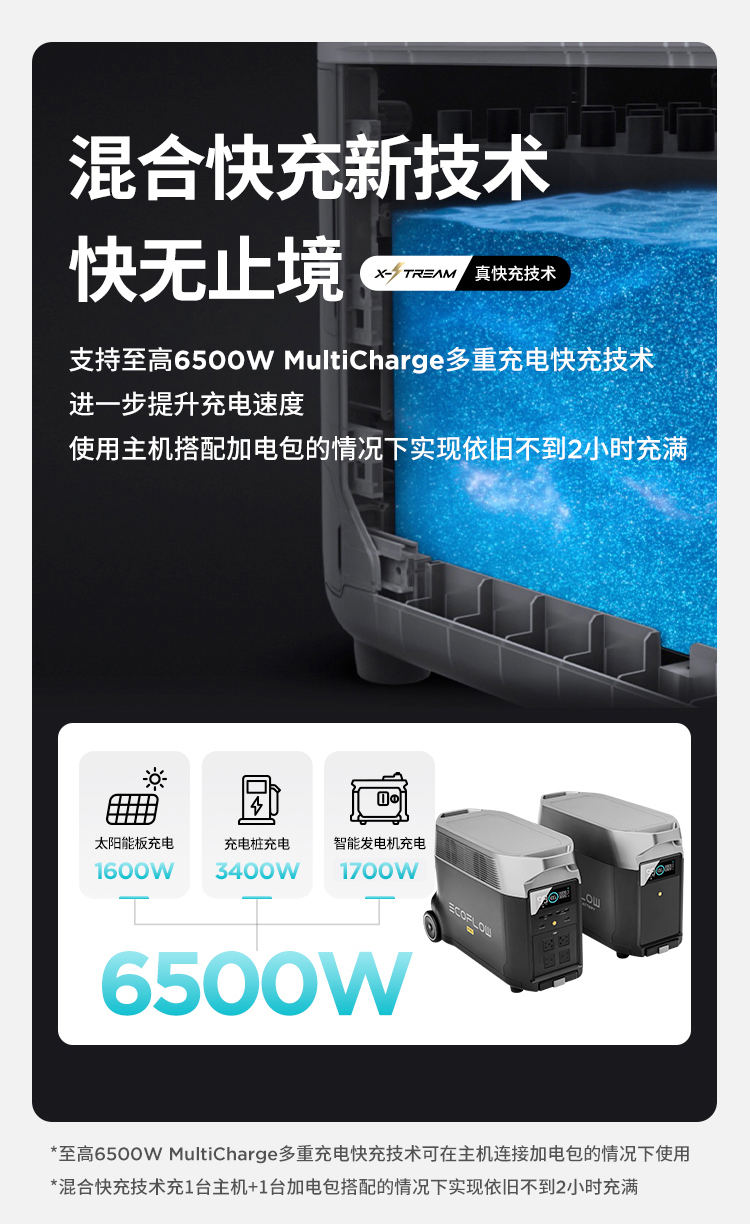 混合快充新技术
快无止境
X-STREAM 真快充技术
支持至高6500W MultiCharge多重充电快充技术
进一步提升充电速度
使用主机搭配加电包的情况下实现依旧不到2小时充满
太阳能板充电 充电桩充电 智能发电机充电
1600W 3400W 1700W
ECOFLOW
6500W
*至高6500W MultiCharge多重充电快充技术可在主机连接加电包的情况下使用
*混合快充技术充1台主机+1台加电包搭配的情况下实现依旧不到2小时充满